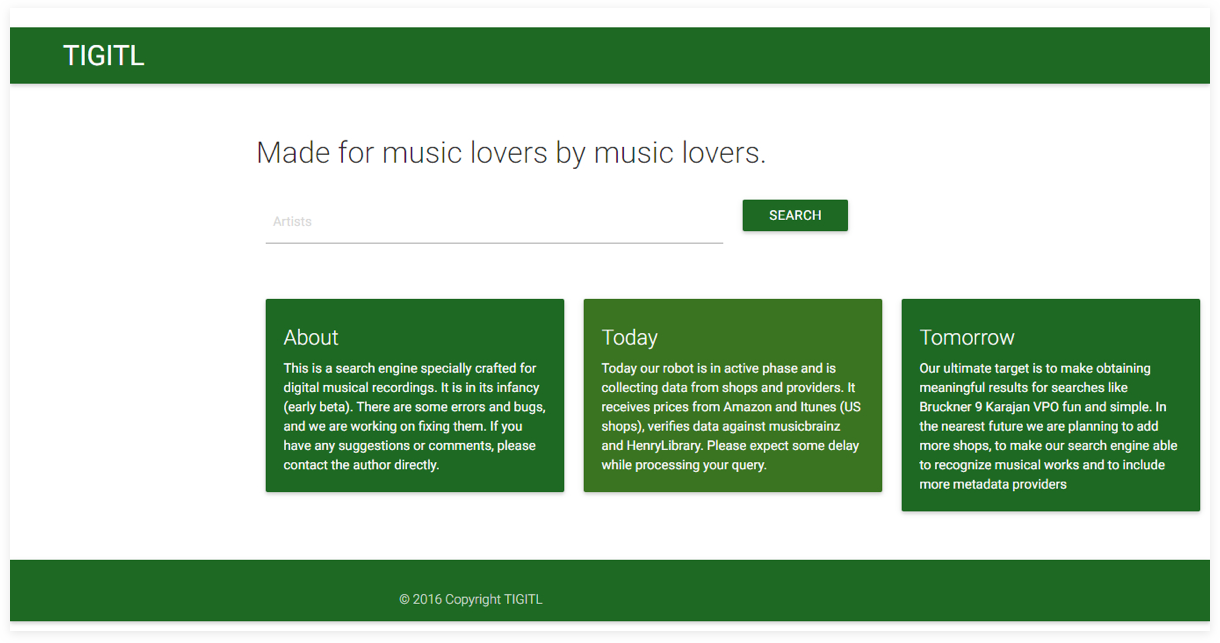 TIGITL
Made for music lovers by music lovers.
Artists
SEARCH
About
This is a search engine specially crafted for
digital musical recordings. It is in its infancy
(early beta). There are some errors and bugs,
and we are working on fixing them. If you
have any suggestions or comments, please
contact the author directly.
Today
Today our robot is in active phase and is
collecting data from shops and providers. It
receives prices from Amazon and Itunes (US
shops), verifies data against musicbrainz
and HenryLibrary. Please expect some delay
while processing your query.
Tomorrow
Our ultimate target is to make obtaining
meaningful results for searches like
Bruckner 9 Karajan VPO fun and simple. In
the nearest future we are planning to add
more shops, to make our search engine able
to recognize musical works and to include
more metadata providers
© 2016 Copyright TIGITL